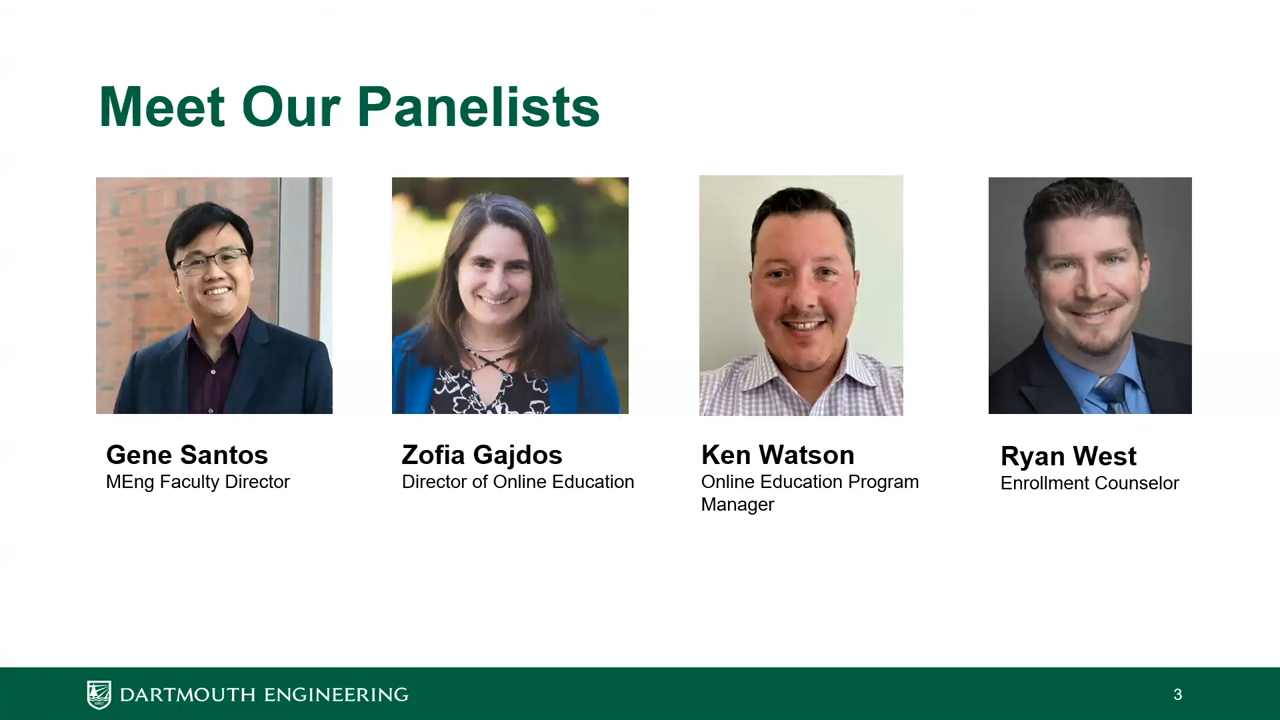 Meet Our Panelists
Gene Santos
MEng Faculty Director
Zofia Gajdos
Director of Online Education
Ken Watson
Online Education Program
Manager
Ryan West
Enrollment Counselor
DARTMOUTH ENGINEERING
3